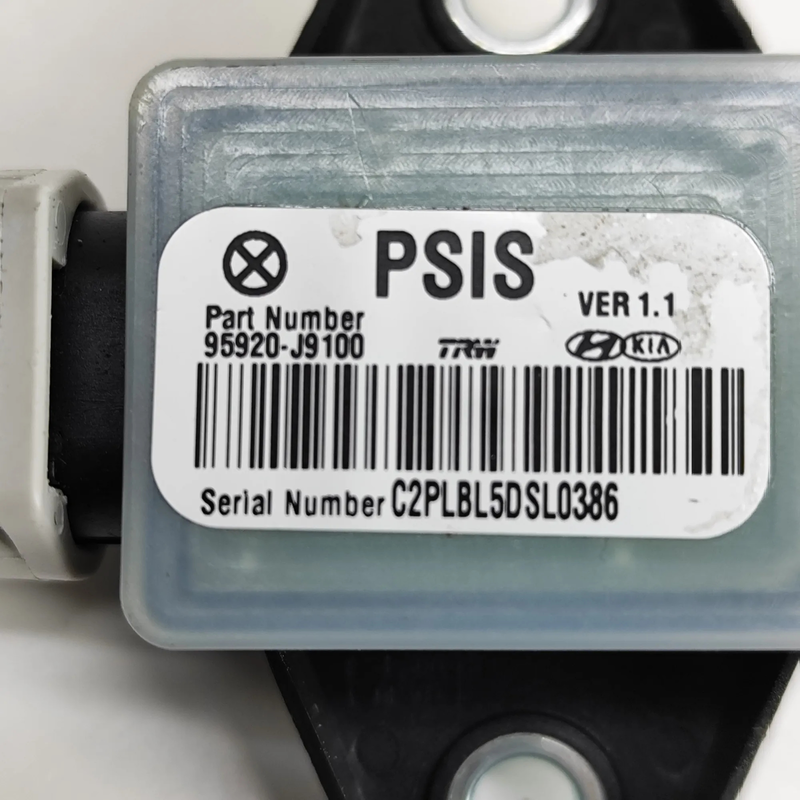 PSIS
VER 1.1
Part Number
95920-J9100
TRW
KIA
Serial Number C2PLBL5DSL0386